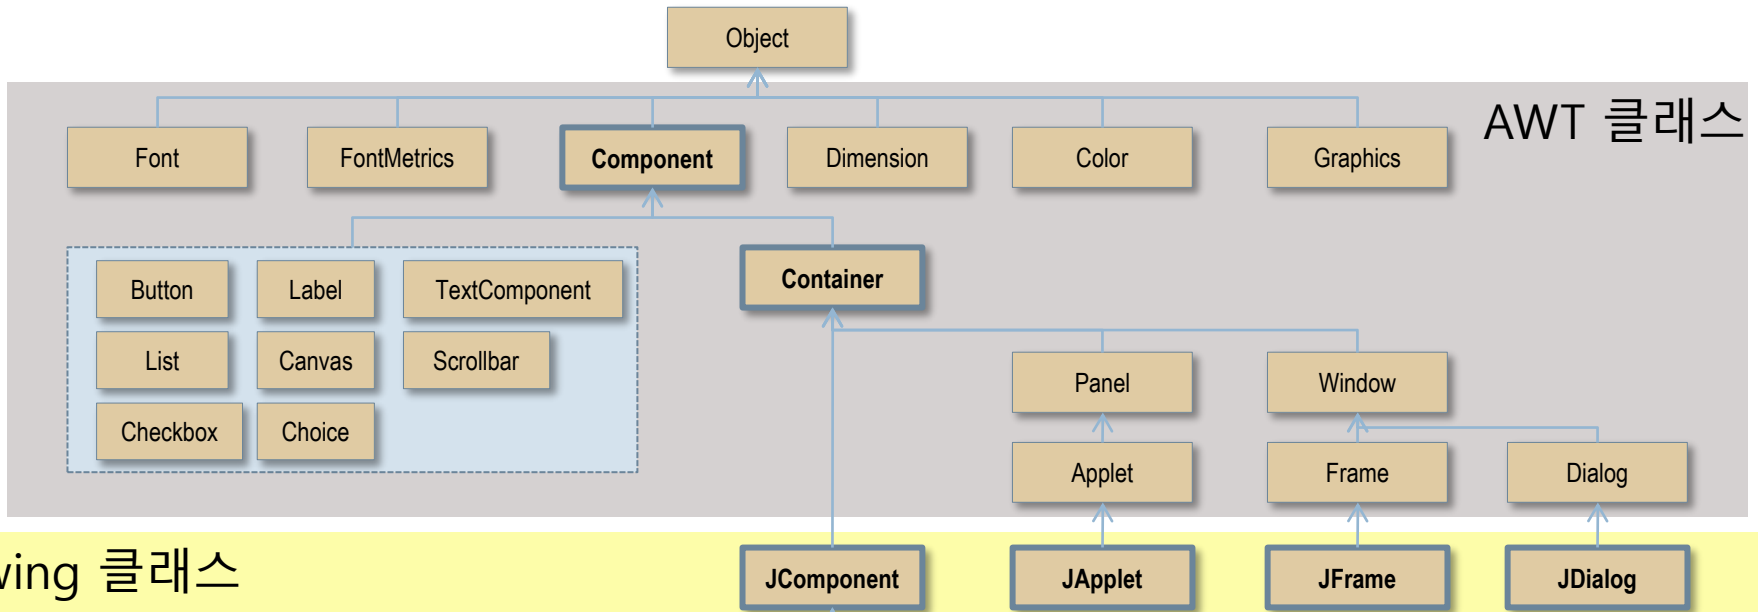 Object
AWT 클래스
Font
FontMetrics
Component
Dimension
Color
Graphics
Button
Label
TextComponent
Container
List
Canvas
Scrollbar
Panel
Window
Checkbox
Choice
Applet
Frame
Dialog
wing 클래스
JComponent
JApplet
JFrame
JDialog